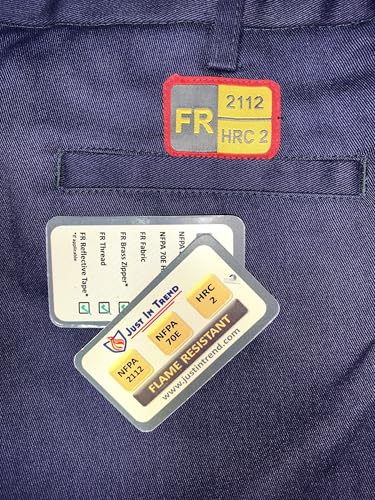 FR
2112
HRC 2
NFPA
NFPA 70E H
FR Fabric
FR Brass Zipper*
FR Thread
FR Reflective Tape*
*if applicable
JUST IN TREND
NFPA
2112
NFPA
70E
HRC
2
FLAME RESISTANT
www.justintrend.com